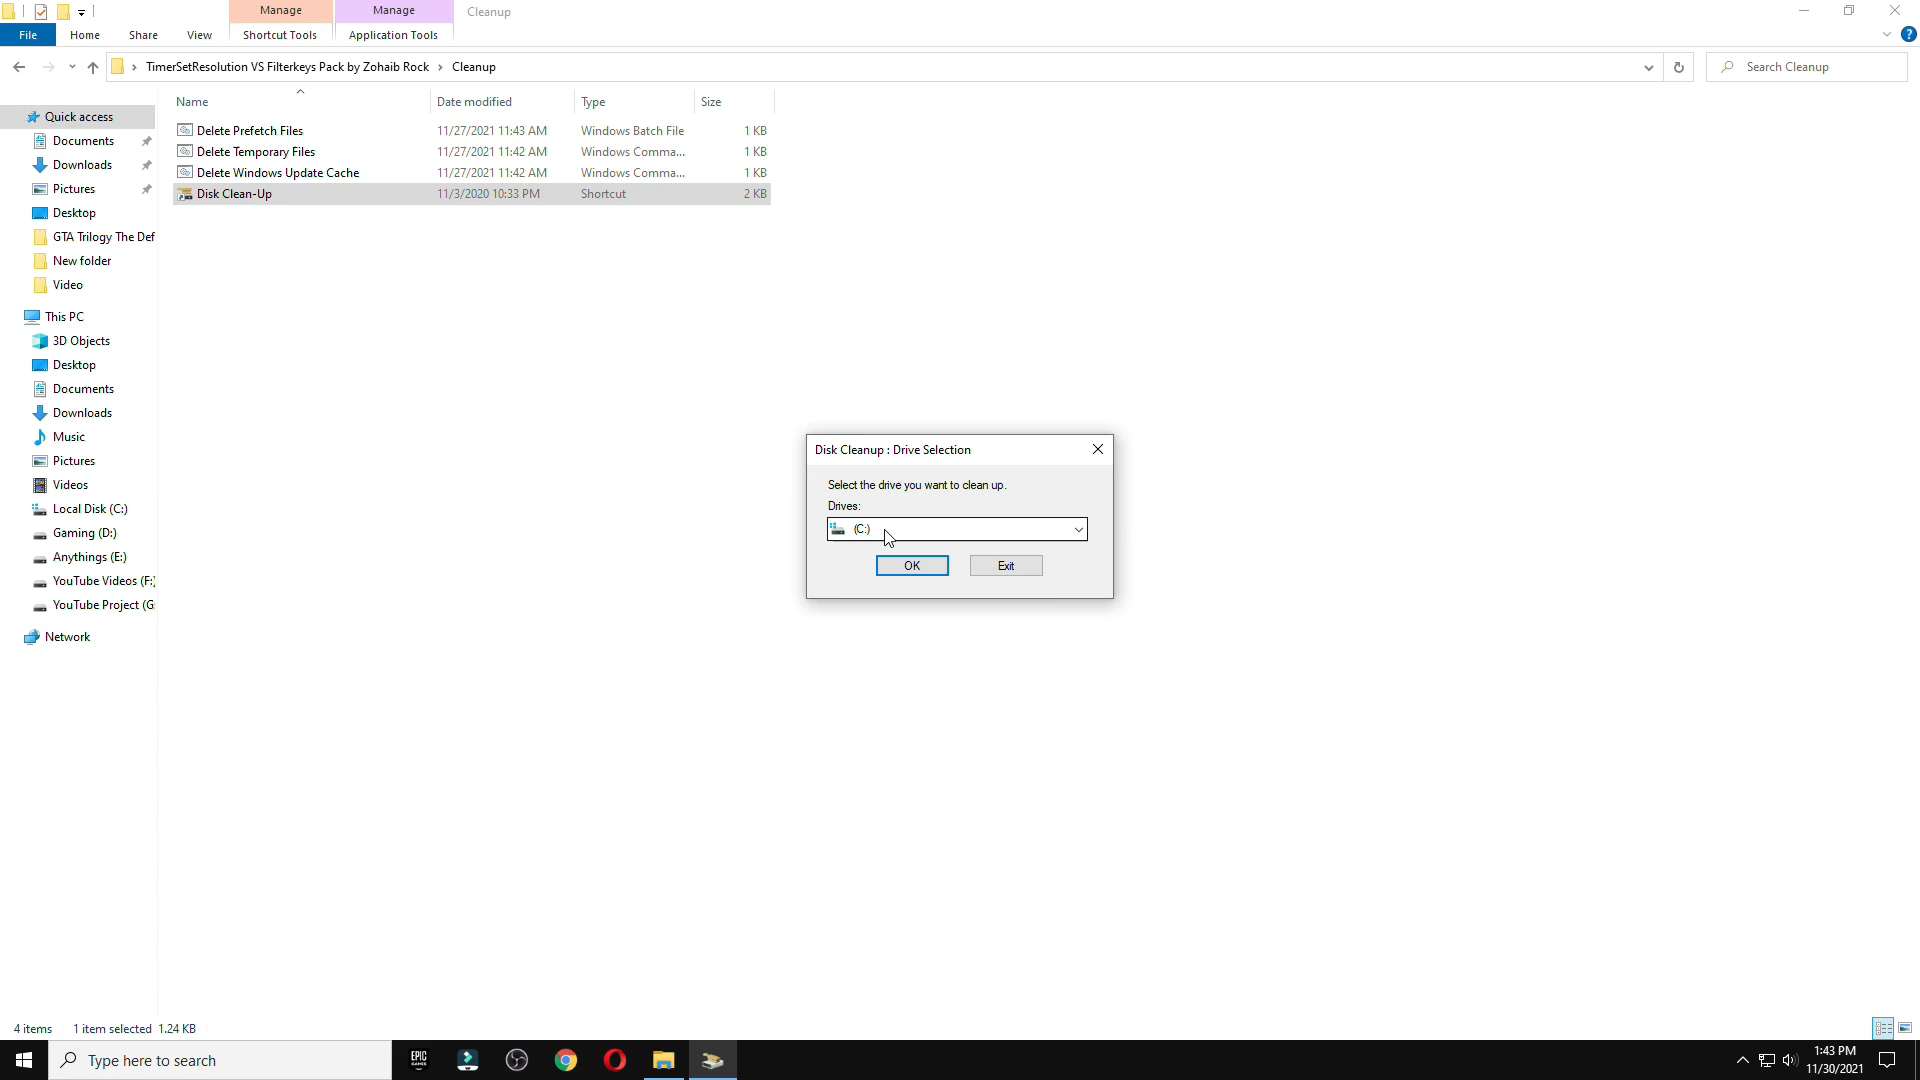 Manage
Manage
Cleanup
File
Home
Share
View
Shortcut Tools
Application Tools
TimerSetResolution VS Filterkeys Pack by Zohaib Rock
Cleanup
Search Cleanup
Name
Date modified
Type
Size
Delete Prefetch Files 11/27/2021 11:43 AM Windows Batch File 1 KB
Delete Temporary Files 11/27/2021 11:42 AM Windows Comma... 1 KB
Delete Windows Update Cache 11/27/2021 11:42 AM Windows Comma... 1 KB
Disk Clean-Up 11/3/2020 10:33 PM Shortcut 2 KB
Quick access
Documents
Downloads
Pictures
Desktop
GTA Trilogy The Def
New folder
Video
This PC
3D Objects
Desktop
Documents
Downloads
Music
Pictures
Videos
Local Disk (C:)
Gaming (D:)
Anythings (E:)
YouTube Videos (F:)
YouTube Project (G:
Network
Disk Cleanup : Drive Selection
Select the drive you want to clean up.
Drives:
(C:)
OK
Exit
4 items
1 item selected 1.24 KB
Type here to search
EPIC
GAMES
1:43 PM
11/30/2021